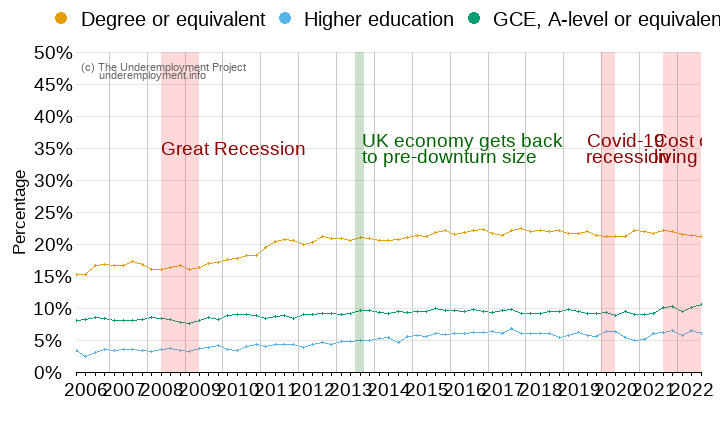 Degree or equivalent
Higher education
GCE, A-level or equivalen
50%
(c) The Underemployment Project
underemployment.info
45%
40%
35%
30%
25%
20%
15%
10%
5%
0%
Percentage
Great Recession
UK economy gets back
to pre-downturn size
Covid-19
recession
Cost o
living
2006 2007 2008 2009 2010 2011 2012 2013 2014 2015 2016 2017 2018 2019 2020 2021 2022